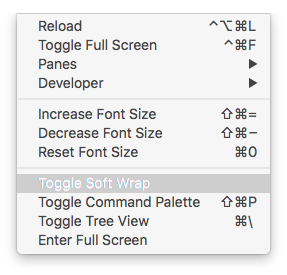 Reload ⌃⌥⌘L
Toggle Full Screen ⌃⌘F
Panes ▶
Developer ▶
Increase Font Size ⇧⌘=
Decrease Font Size ⇧⌘−
Reset Font Size ⌘0
Toggle Soft Wrap
Toggle Command Palette ⇧⌘P
Toggle Tree View ⌘\
Enter Full Screen